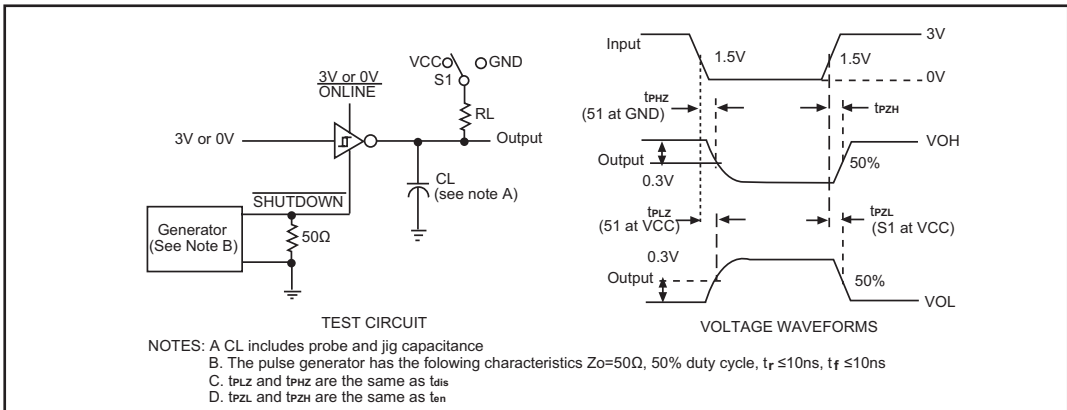 VCC
GND
S1
3V or 0V
ONLINE
RL
3V or 0V
Output
CL
(see note A)
SHUTDOWN
Generator
(See Note B)
50Ω
TEST CIRCUIT
Input
3V
1.5V
1.5V
0V
tPHZ
(51 at GND)
tPZH
VOH
Output
50%
0.3V
tPLZ
(51 at VCC)
tPZL
(S1 at VCC)
0.3V
Output
50%
VOL
VOLTAGE WAVEFORMS
NOTES: A CL includes probe and jig capacitance
B. The pulse generator has the folowing characteristics Zo=50Ω, 50% duty cycle, tr ≤10ns, tf ≤10ns
C. tPLZ and tPHZ are the same as tdis
D. tPZL and tPZH are the same as ten